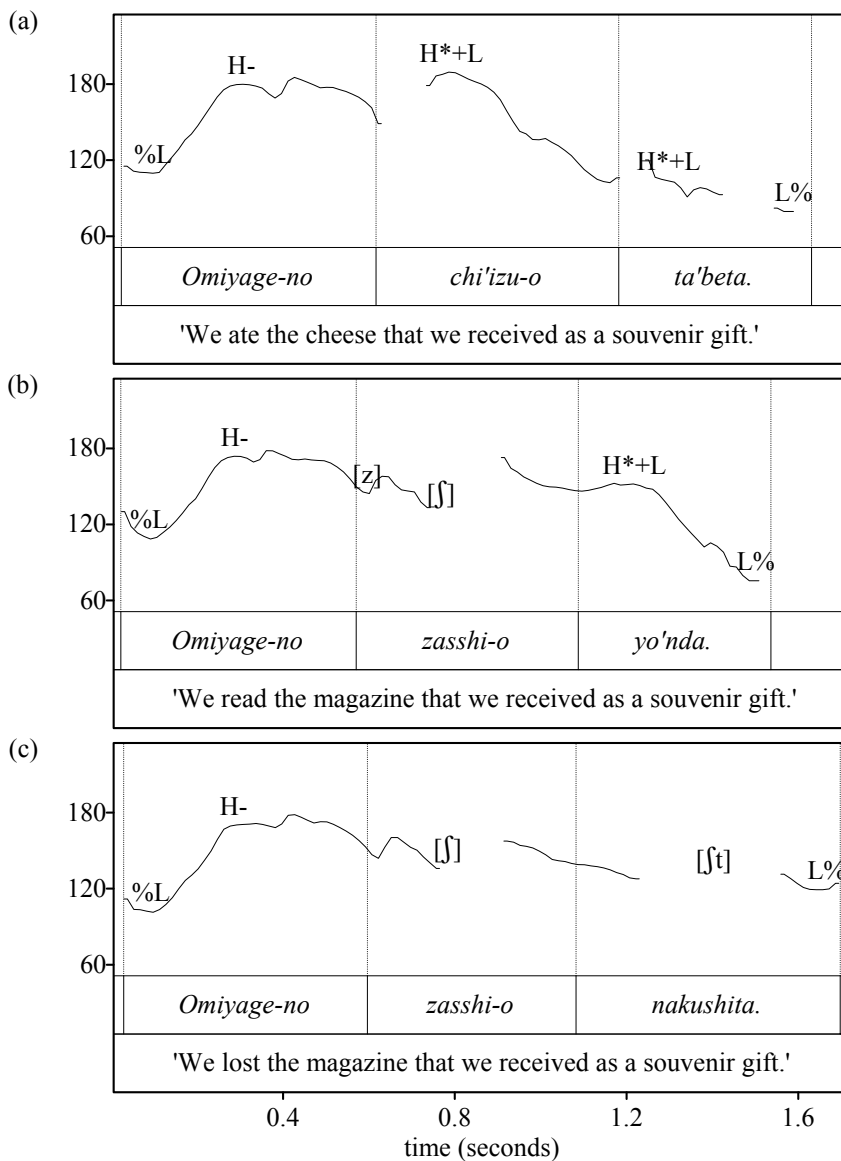 (a)
H-
H*+L
180
%L
120
H*+L
L%
60
Omiyage-no chi'izu-o ta'beta.
'We ate the cheese that we received as a souvenir gift.'
(b)
180
H-
[z]
H*+L
[ʃ]
120
%L
L%
60
Omiyage-no zasshi-o yo'nda.
'We read the magazine that we received as a souvenir gift.'
(c)
180
H-
[ʃ]
[ʃt]
120
%L
L%
60
Omiyage-no zasshi-o nakushita.
'We lost the magazine that we received as a souvenir gift.'
0.4 0.8 1.2 1.6
time (seconds)